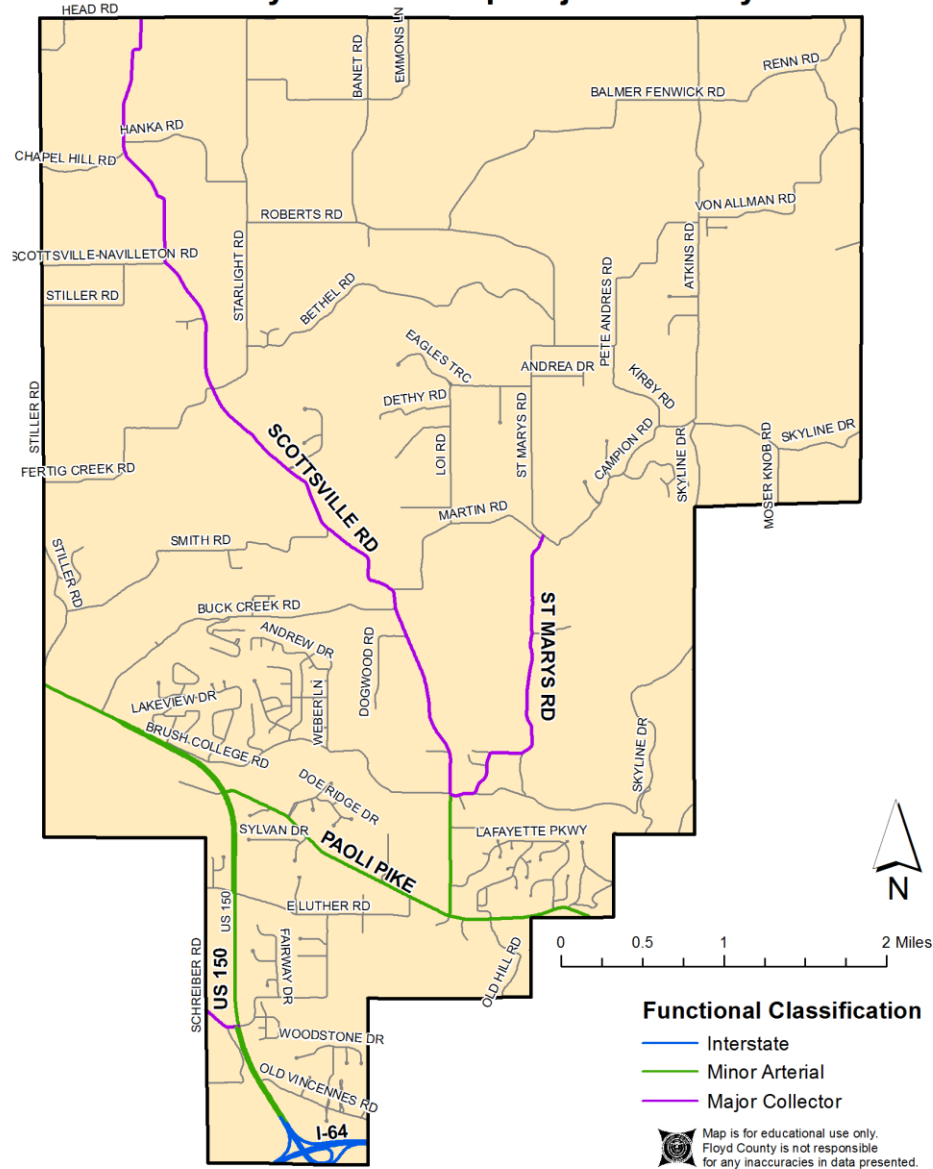 HEAD RD
BANET RD
EMMONS LN
RENN RD
BALMER FENWICK RD
HANKA RD
CHAPEL HILL RD
VON ALLMAN RD
ROBERTS RD
SCOTTSVILLE-NAVILLETON RD
STARLIGHT RD
ATKINS RD
STILLER RD
BETHEL RD
PETE ANDRES RD
EAGLES TRC
ANDREA DR
KIRBY RD
DETHY RD
STILLER RD
SCOTTSVILLE RD
LOI RD
ST MARYS RD
CAMPION RD
SKYLINE DR
MOSER KNOB RD
SKYLINE DR
FERTIG CREEK RD
MARTIN RD
SMITH RD
STILLER RD
BUCK CREEK RD
ST MARYS RD
ANDREW DR
DOGWOOD RD
LAKEVIEW DR
WEBER LN
BRUSH COLLEGE RD
SKYLINE DR
DOE RIDGE DR
SYLVAN DR
PAOLI PIKE
LAFAYETTE PKWY
N
E LUTHER RD
US 150
US 150
SCHREIBER RD
FAIRWAY DR
OLD HILL RD
0 0.5 1 2 Miles
WOODSTONE DR
OLD VINCENNES RD
I-64
Functional Classification
Interstate
Minor Arterial
Major Collector
Map is for educational use only.
Floyd County is not responsible
for any inaccuracies in data presented.